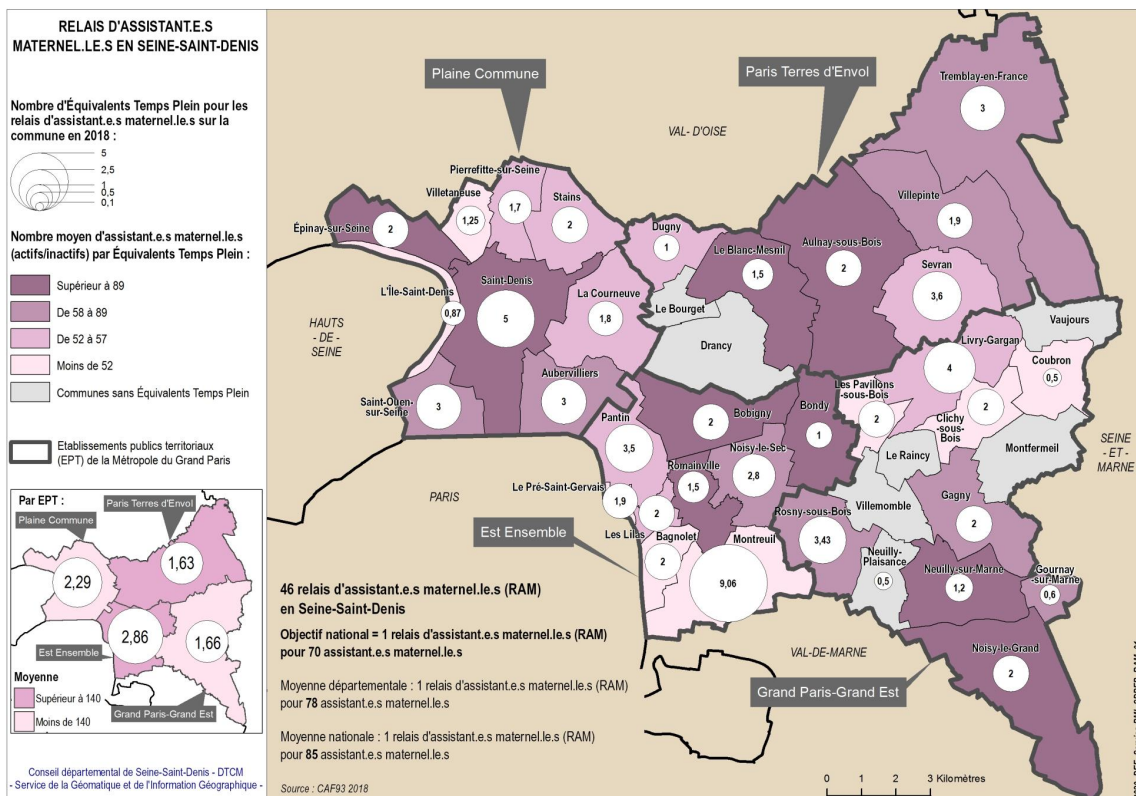 RELAIS D'ASSISTANT.E.S
MATERNEL.LE.S EN SEINE-SAINT-DENIS
Nombre d'Équivalents Temps Plein pour les
relais d'assistant.e.s maternel.le.s sur la
commune en 2018 :
5
2,5
1
0,5
0,1
Nombre moyen d'assistant.e.s maternel.le.s
(actifs/inactifs) par Équivalents Temps Plein :
Supérieur à 89
De 58 à 89
De 52 à 57
Moins de 52
Communes sans Équivalents Temps Plein
Etablissements publics territoriaux
(EPT) de la Métropole du Grand Paris
Par EPT :
Paris Terres d'Envol
Plaine Commune
1,63
2,29
2,86
1,66
Est Ensemble
Moyenne
Supérieur à 140
Grand Paris-Grand Est
Moins de 140
Conseil départemental de Seine-Saint-Denis - DTCM
- Service de la Géomatique et de l'Information Géographique -
Plaine Commune
Paris Terres d'Envol
Tremblay-en-France
3
VAL- D'OISE
Pierrefitte-sur-Seine
1,7
Villetaneuse
1,25
Stains
2
Villepinte
1,9
Épinay-sur-Seine
2
Dugny
1
Le Blanc-Mesnil
1,5
Aulnay-sous-Bois
2
Sevran
3,6
L'Île-Saint-Denis
0,87
Saint-Denis
5
La Courneuve
1,8
Le Bourget
Drancy
Vaujours
HAUTS
- DE -
SEINE
Livry-Gargan
4
Coubron
0,5
Saint-Ouen-
sur-Seine
3
Aubervilliers
3
Les Pavillons
-sous-Bois
2
Clichy
-sous-
Bois
2
Pantin
3,5
Bobigny
2
Bondy
1
Montfermeil
Le Raincy
SEINE
- ET -
MARNE
Noisy-le-Sec
2,8
Romainville
1,5
PARIS
Le Pré-Saint-Gervais
1,9
Les Lilas
2
Villemomble
Gagny
2
Rosny-sous-Bois
3,43
Est Ensemble
Bagnolet
2
Montreuil
9,06
Neuilly-
Plaisance
0,5
Neuilly-sur-Marne
1,2
Gournay
-sur-Marne
0,6
VAL-DE-MARNE
Noisy-le-Grand
2
Grand Paris-Grand Est
46 relais d'assistant.e.s maternel.le.s (RAM)
en Seine-Saint-Denis
Objectif national = 1 relais d'assistant.e.s maternel.le.s (RAM)
pour 70 assistant.e.s maternel.le.s
Moyenne départementale : 1 relais d'assistant.e.s maternel.le.s (RAM)
pour 78 assistant.e.s maternel.le.s
Moyenne nationale : 1 relais d'assistant.e.s maternel.le.s (RAM)
pour 85 assistant.e.s maternel.le.s
Source : CAF93 2018
0 1 2 3 Kilomètres